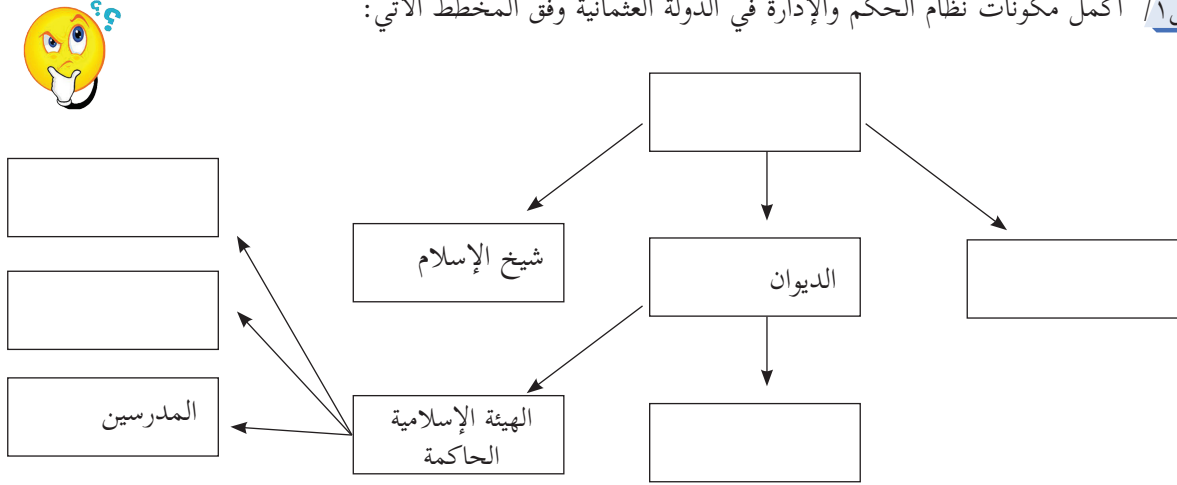 س١/ أكمل مكونات نظام الحكم والإدارة في الدولة العثمانية وفق المخطط الآتي:
شيخ الإسلام
الديوان
المدرسين
الهيئة الإسلامية
الحاكمة